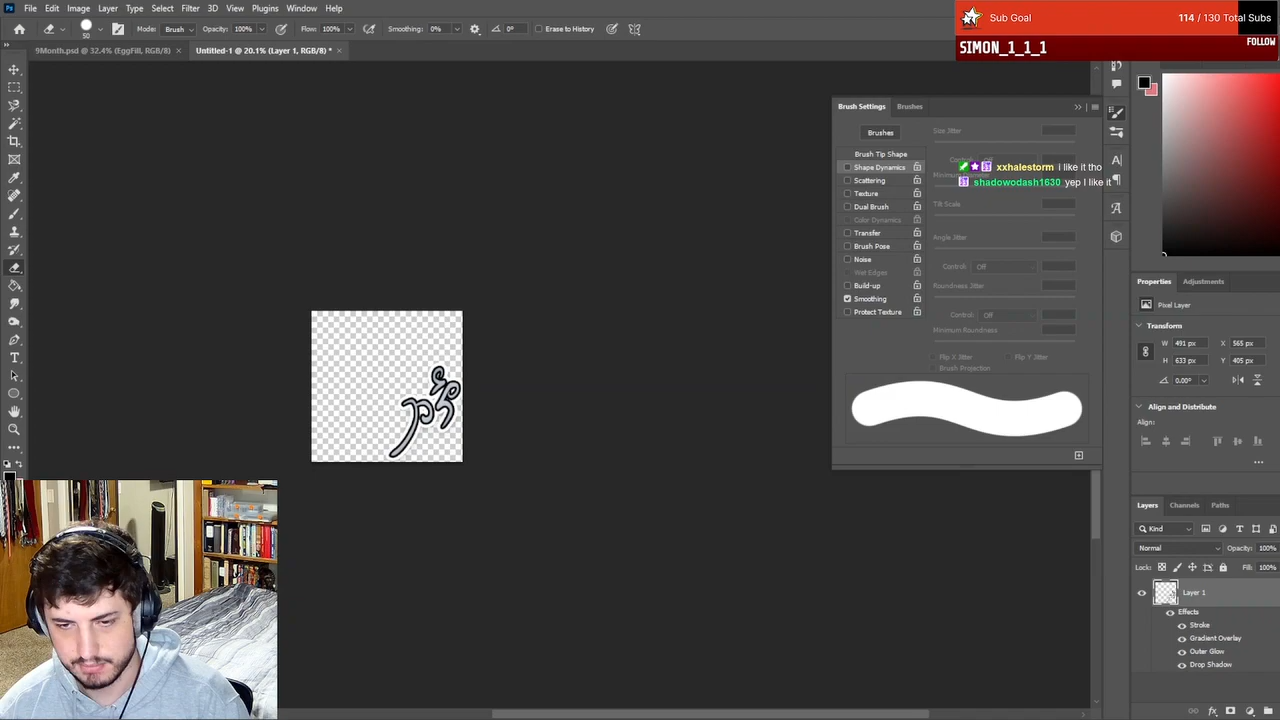 File Edit Image Layer Type Select Filter 3D View Plugins Window Help
50 Mode: Brush Opacity: 100% Flow: 100% Smoothing: 0% 0° Erase to History
9Month.psd @ 32.4% (EggFill, RGB/8) × Untitled-1 @ 20.1% (Layer 1, RGB/8) * ×
Sub Goal 114 / 130 Total Subs
SIMON_1_1_1 FOLLOW
Brush Settings Brushes
Brushes
Brush Tip Shape
Shape Dynamics
Scattering
Texture
Dual Brush
Color Dynamics
Transfer
Brush Pose
Noise
Wet Edges
Build-up
Smoothing
Protect Texture
Size Jitter
Control: Off
Tilt Scale
Angle Jitter
Control: Off
Roundness Jitter
Control: Off
Minimum Roundness
Flip X Jitter Flip Y Jitter
Brush Projection
xxhalestorm i like it tho
shadowodash1630 yep I like it
Properties Adjustments
Pixel Layer
Transform
W 491 px X 565 px
H 633 px Y 405 px
0.00°
Align and Distribute
Align:
Layers Channels Paths
Kind
Normal Opacity: 100%
Lock: Fill: 100%
Layer 1
Effects
Stroke
Gradient Overlay
Outer Glow
Drop Shadow